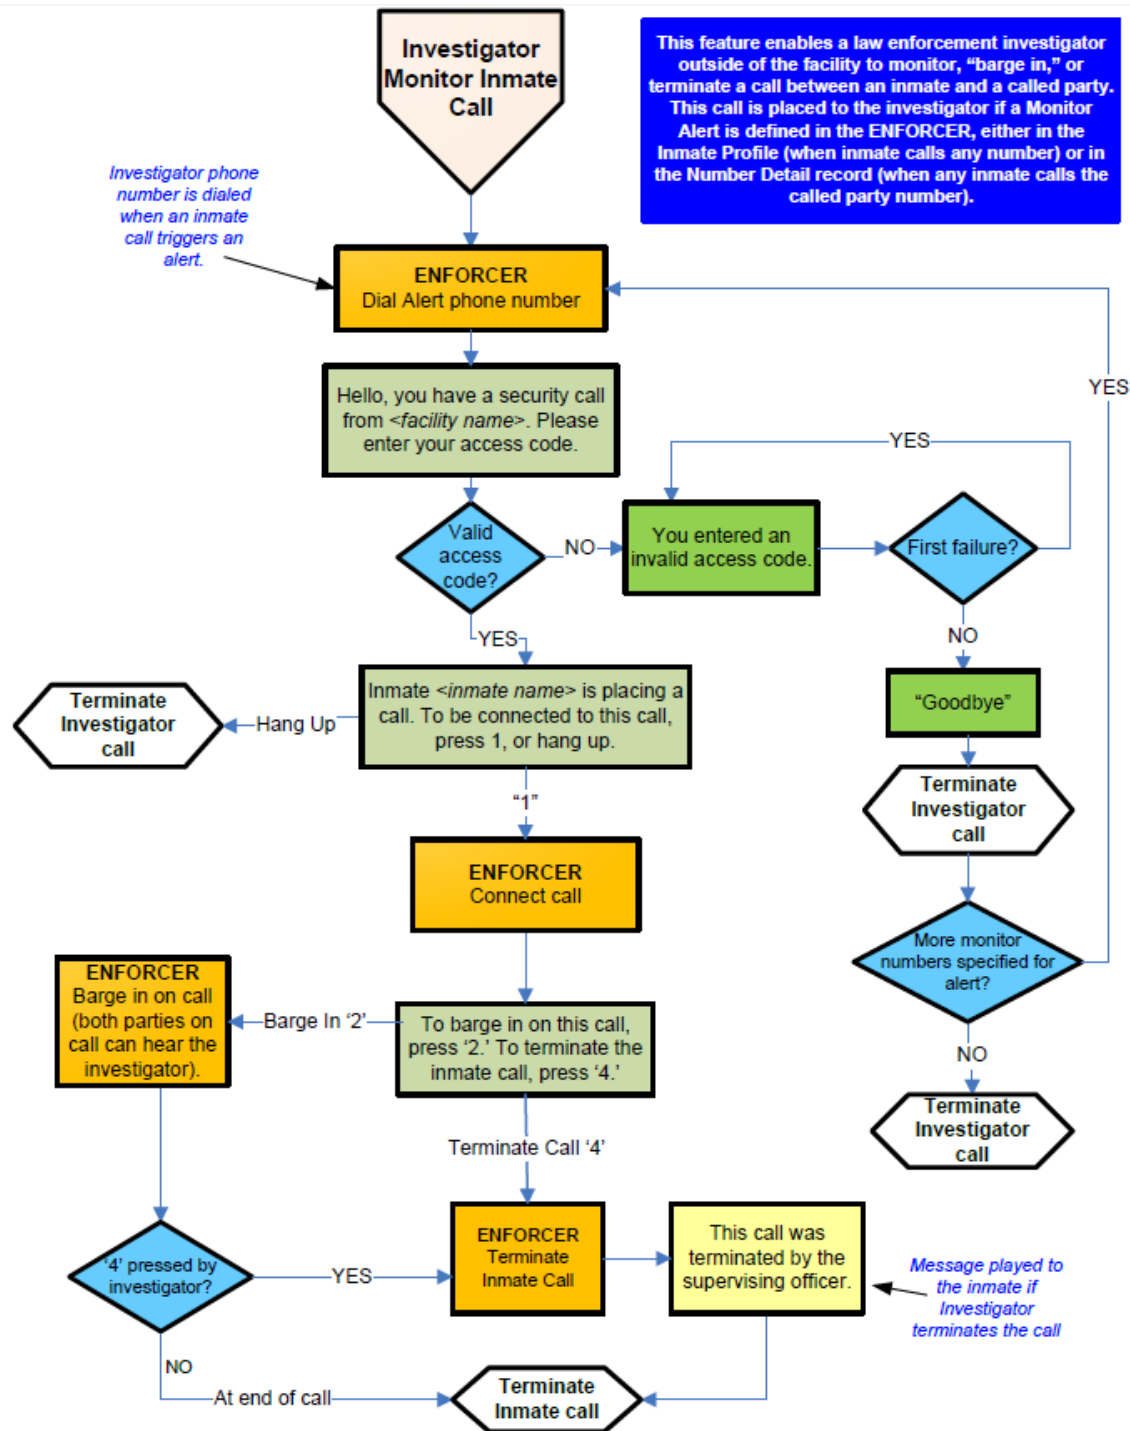 Investigator
Monitor Inmate
Call
This feature enables a law enforcement investigator
outside of the facility to monitor, “barge in,” or
terminate a call between an inmate and a called party.
This call is placed to the investigator if a Monitor
Alert is defined in the ENFORCER, either in the
Inmate Profile (when inmate calls any number) or in
the Number Detail record (when any inmate calls the
called party number).
Investigator phone
number is dialed
when an inmate
call triggers an
alert.
ENFORCER
Dial Alert phone number
YES
Hello, you have a security call
from <facility name>. Please
enter your access code.
YES
Valid
access
code?
NO
You entered an
invalid access code.
First failure?
NO
YES
Inmate <inmate name> is placing a
call. To be connected to this call,
press 1, or hang up.
Hang Up
Terminate
Investigator
call
“Goodbye”
Terminate
Investigator
call
“1”
ENFORCER
Connect call
More monitor
numbers specified for
alert?
NO
Terminate
Investigator
call
ENFORCER
Barge in on call
(both parties on
call can hear the
investigator).
Barge In ‘2’
To barge in on this call,
press ‘2.’ To terminate the
inmate call, press ‘4.’
Terminate Call ‘4’
‘4’ pressed by
investigator?
YES
ENFORCER
Terminate
Inmate Call
This call was
terminated by the
supervising officer.
Message played to
the inmate if
Investigator
terminates the call
NO
At end of call
Terminate
Inmate call